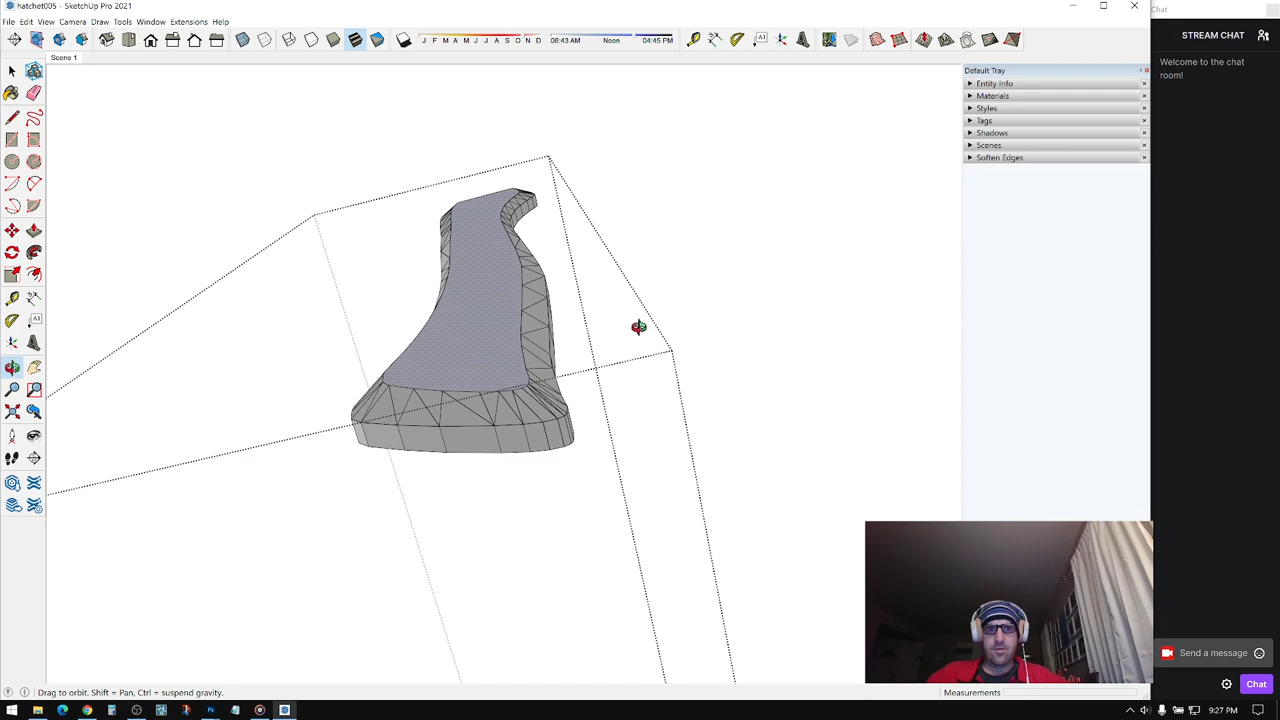 hatchet005 - SketchUp Pro 2021
File Edit View Camera Draw Tools Window Extensions Help
J F M A M J J A S O N D 06:43 AM Noon 04:45 PM
Scene 1
Default Tray
Entity Info
Materials
Styles
Tags
Shadows
Scenes
Soften Edges
Chat
STREAM CHAT
Welcome to the chat
room!
Send a message
Chat
Drag to orbit. Shift = Pan, Ctrl = suspend gravity.
Measurements
9:27 PM